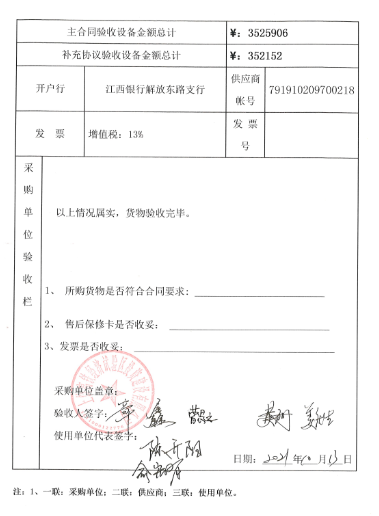 主合同验收设备金额总计 ¥：3525906
补充协议验收设备金额总计 ¥：352152
开户行 江西银行解放东路支行 供应商帐号 791910209700218
发 票 增值税：13% 发 票 号
采购单位验收栏
以上情况属实，货物验收完毕。
1、 所购货物是否符合合同要求：
2、 售后保修卡是否收妥：
3、发票是否收妥：
采购单位盖章：
验收人签字：
使用单位代表签字：
日期： 2021 年 10 月 13 日
注：1、一联：采购单位；二联：供应商；三联：使用单位。